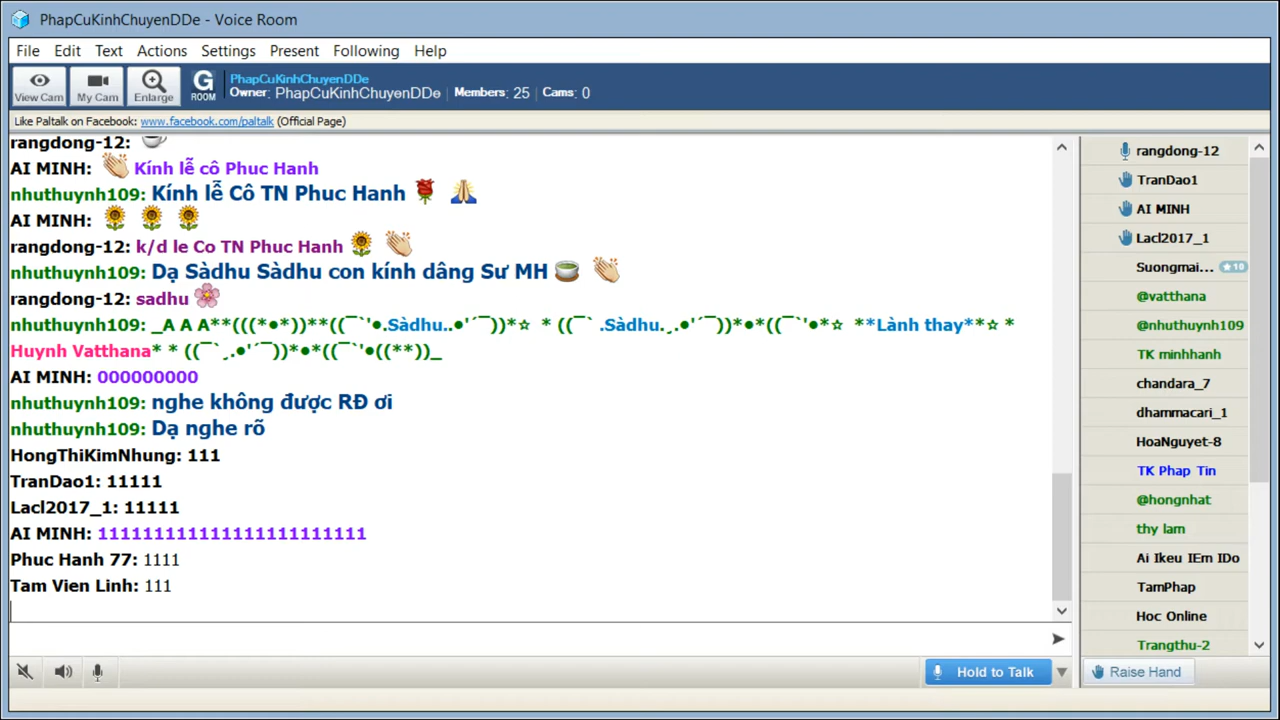 PhapCuKinhChuyenDDe - Voice Room
File Edit Text Actions Settings Present Following Help
View Cam My Cam Enlarge G ROOM
PhapCuKinhChuyenDDe
Owner: PhapCuKinhChuyenDDe Members: 25 Cams: 0
Like Paltalk on Facebook: www.facebook.com/paltalk (Official Page)
rangdong-12:
AI MINH: Kính lễ cô Phuc Hanh
nhuthuynh109: Kính lễ Cô TN Phuc Hanh
AI MINH:
rangdong-12: k/d le Co TN Phuc Hanh
nhuthuynh109: Dạ Sàdhu Sàdhu con kính dâng Sư MH
rangdong-12: sadhu
nhuthuynh109: _A A A**(((*•*))**((¯`'•.Sàdhu..•'´¯))*☆ * ((¯` .Sàdhu.¸.•'´¯))*•*((¯`'•*☆ **Lành thay**☆ *
Huynh Vatthana* * ((¯`¸.•'´¯))*•*((¯`'•((**))_
AI MINH: 000000000
nhuthuynh109: nghe không được RĐ ơi
nhuthuynh109: Dạ nghe rõ
HongThiKimNhung: 111
TranDao1: 11111
Lacl2017_1: 11111
AI MINH: 111111111111111111111111
Phuc Hanh 77: 1111
Tam Vien Linh: 111
Hold to Talk
rangdong-12
TranDao1
AI MINH
Lacl2017_1
Suongmai... ★10
@vatthana
@nhuthuynh109
TK minhhanh
chandara_7
dhammacari_1
HoaNguyet-8
TK Phap Tin
@hongnhat
thy lam
Ai Ikeu IEm IDo
TamPhap
Hoc Online
Trangthu-2
Raise Hand